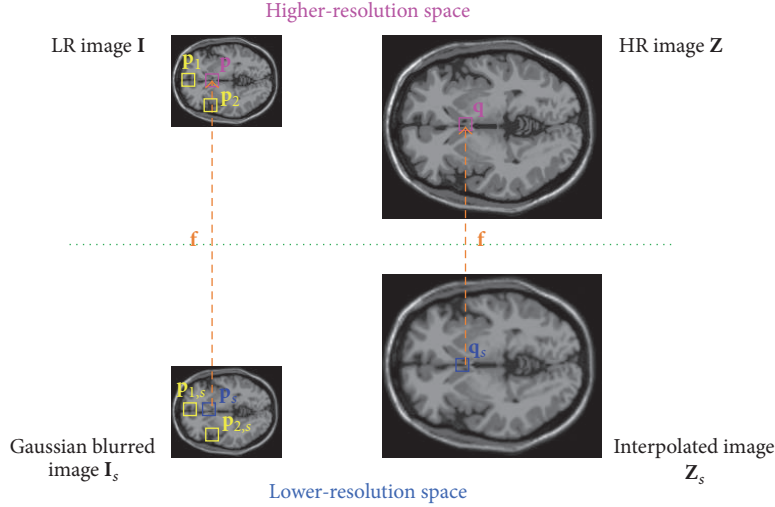 Higher-resolution space
LR image I
HR image Z
p₁
p
p₂
q
f
f
qₛ
p₁,ₛ
pₛ
p₂,ₛ
Gaussian blurred
image Iₛ
Interpolated image
Zₛ
Lower-resolution space